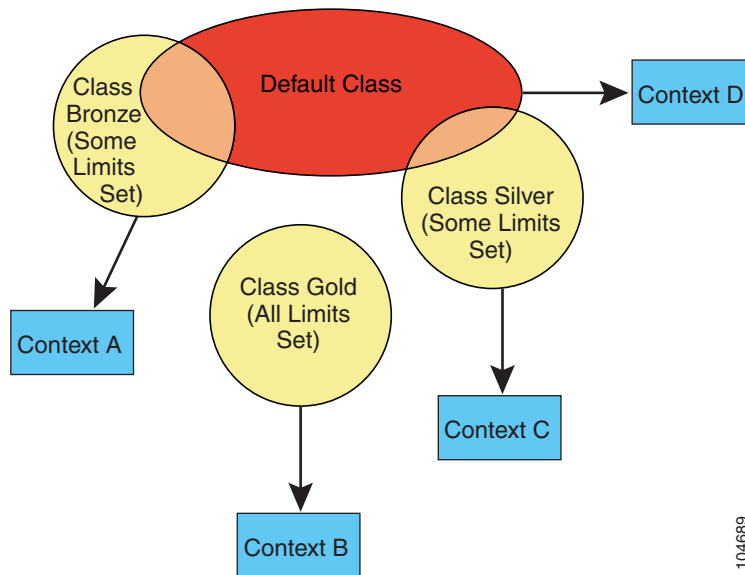 Default Class
Class
Bronze
(Some
Limits
Set)
Context D
Class Silver
(Some Limits
Set)
Class Gold
(All Limits
Set)
Context A
Context C
Context B
104689